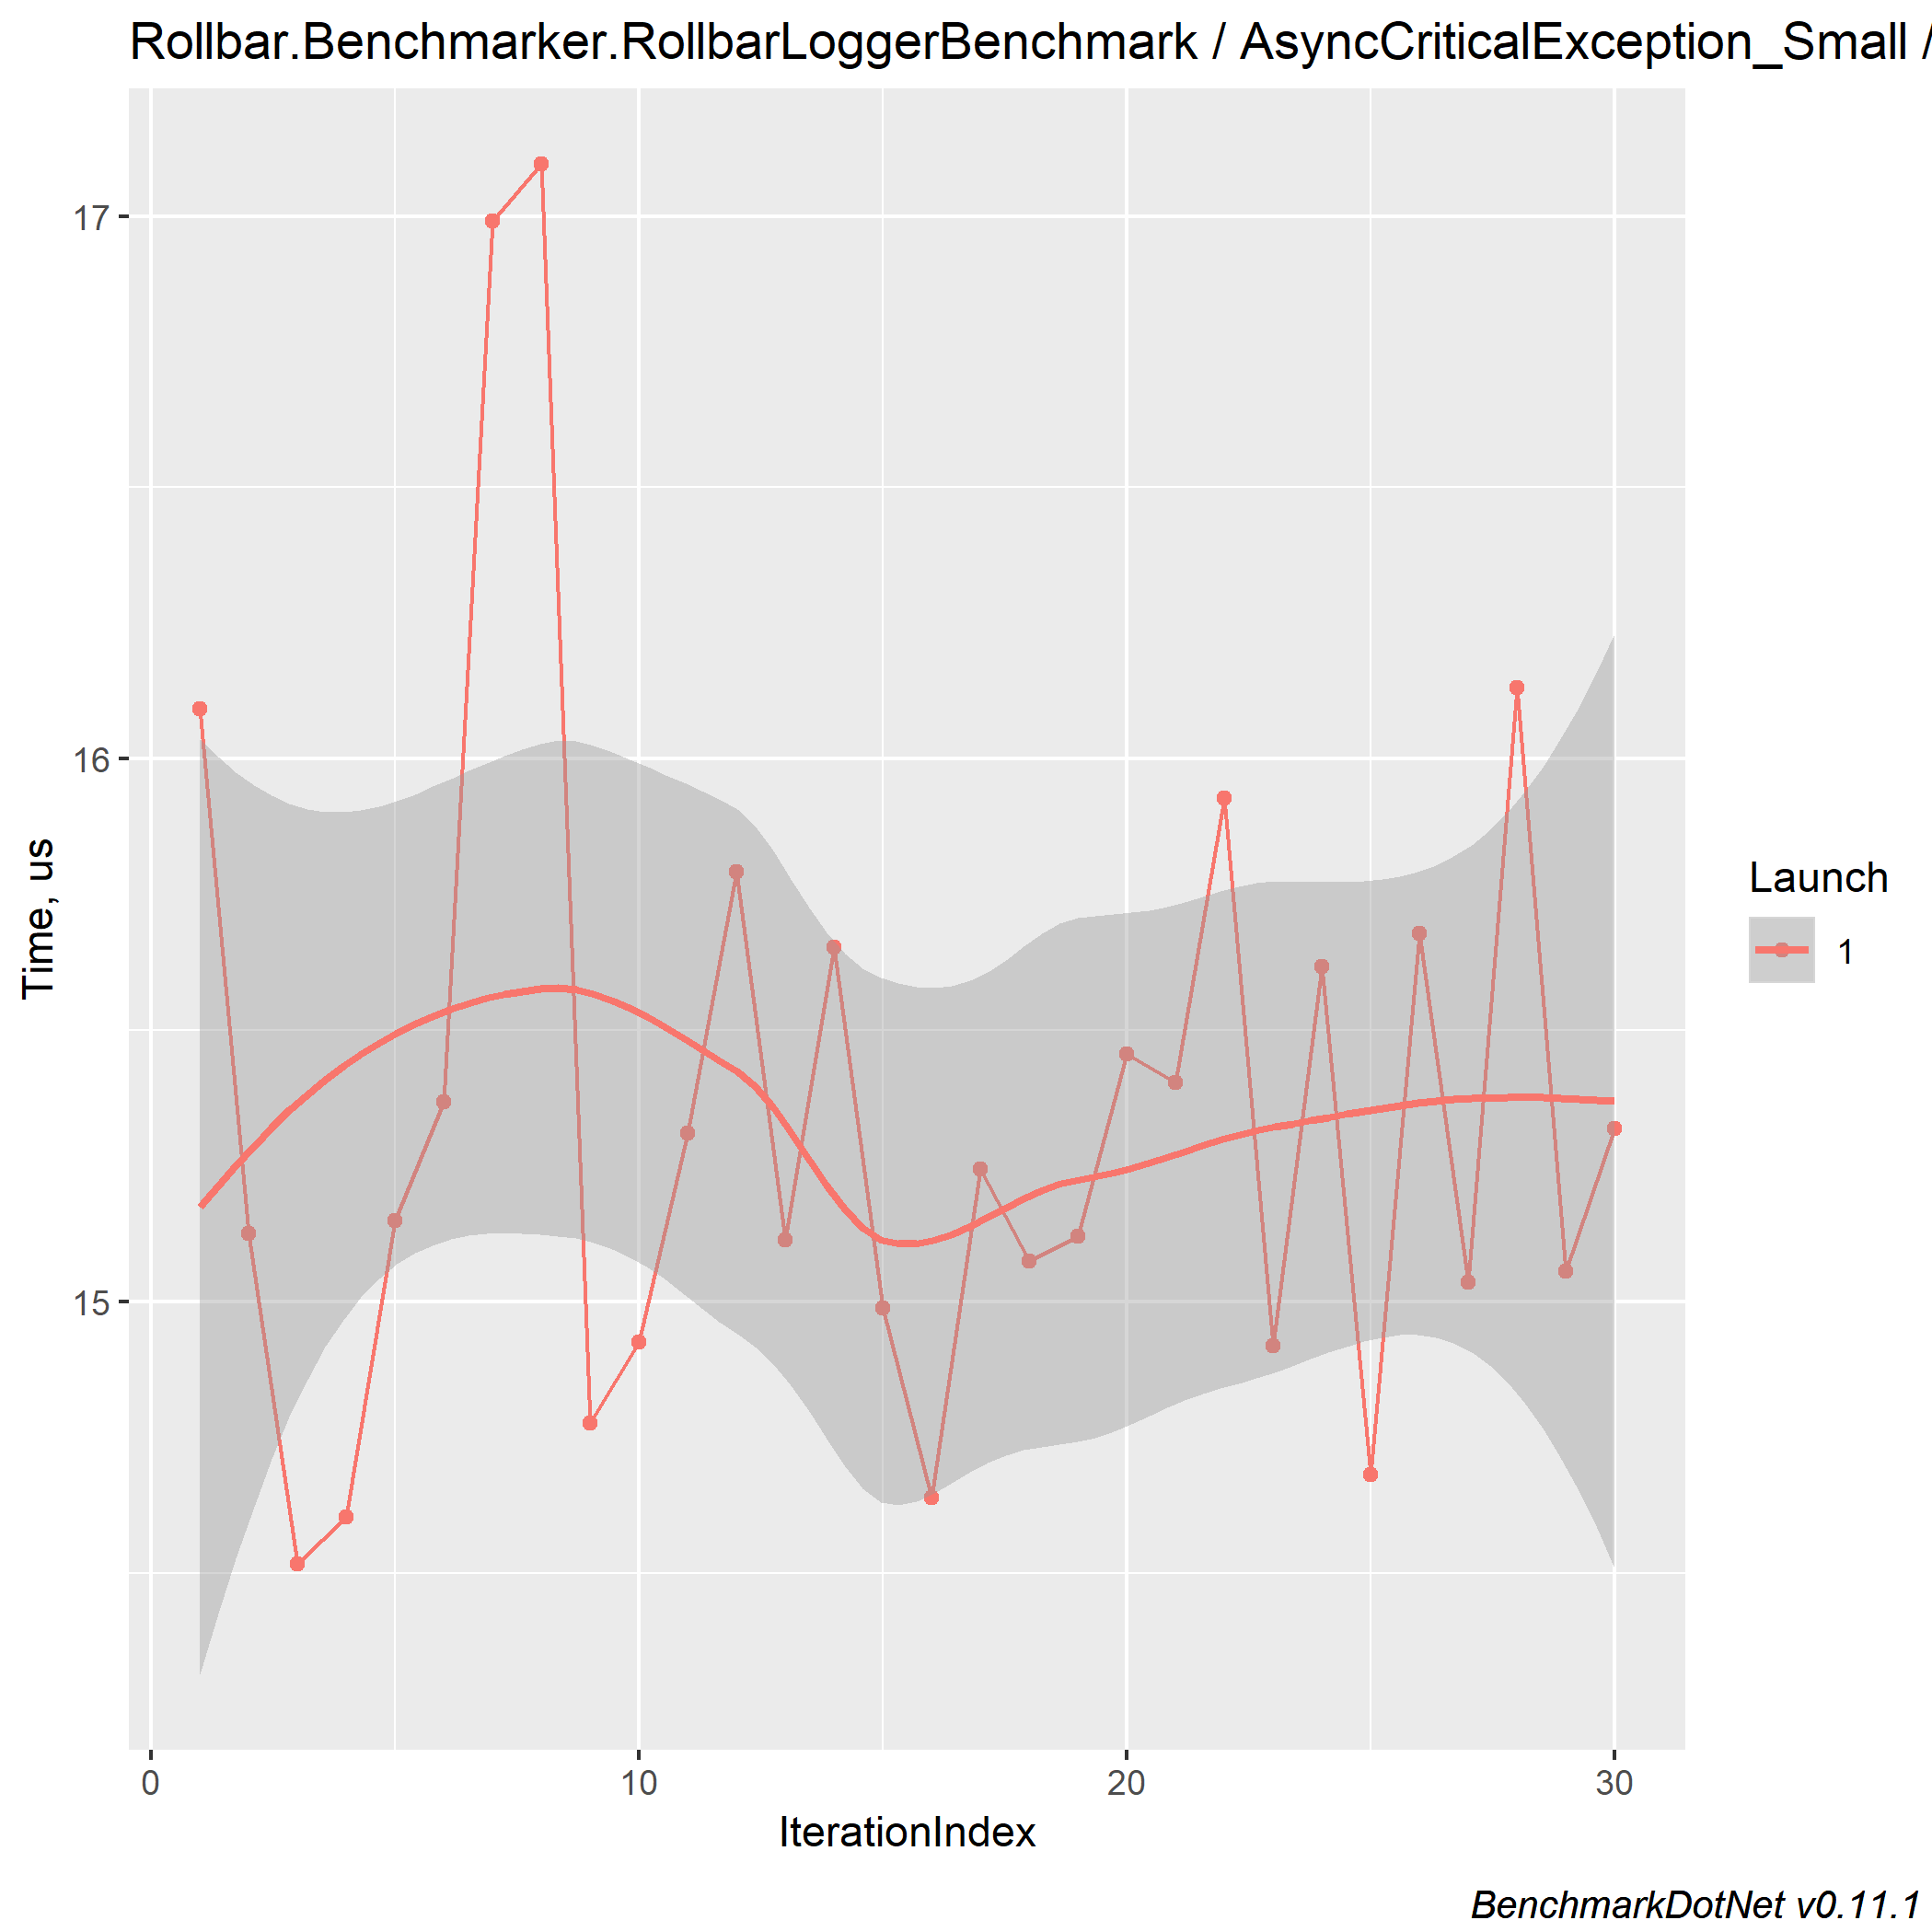 Rollbar.Benchmarker.RollbarLoggerBenchmark / AsyncCriticalException_Small /
17
16
15
Time, us
0 10 20 30
IterationIndex
Launch
1
BenchmarkDotNet v0.11.1